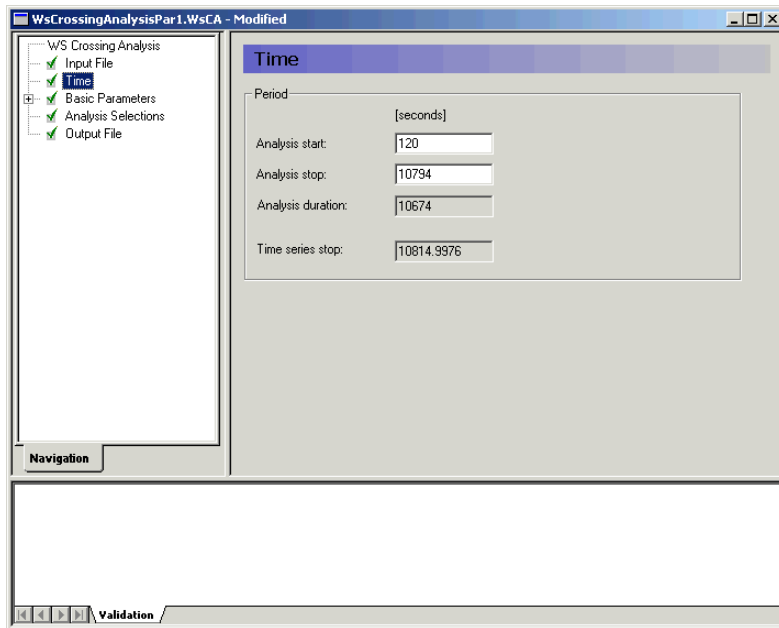 WsCrossingAnalysisPar1.WsCA - Modified
WS Crossing Analysis
Input File
Time
Basic Parameters
Analysis Selections
Output File
Navigation
Time
Period
[seconds]
Analysis start: 120
Analysis stop: 10794
Analysis duration: 10674
Time series stop: 10814.9976
Validation